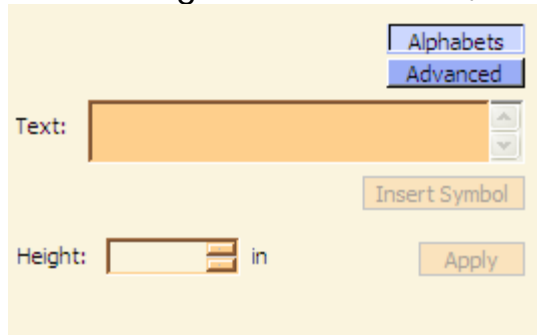 Alphabets
Advanced
Text:
Insert Symbol
Height: in
Apply